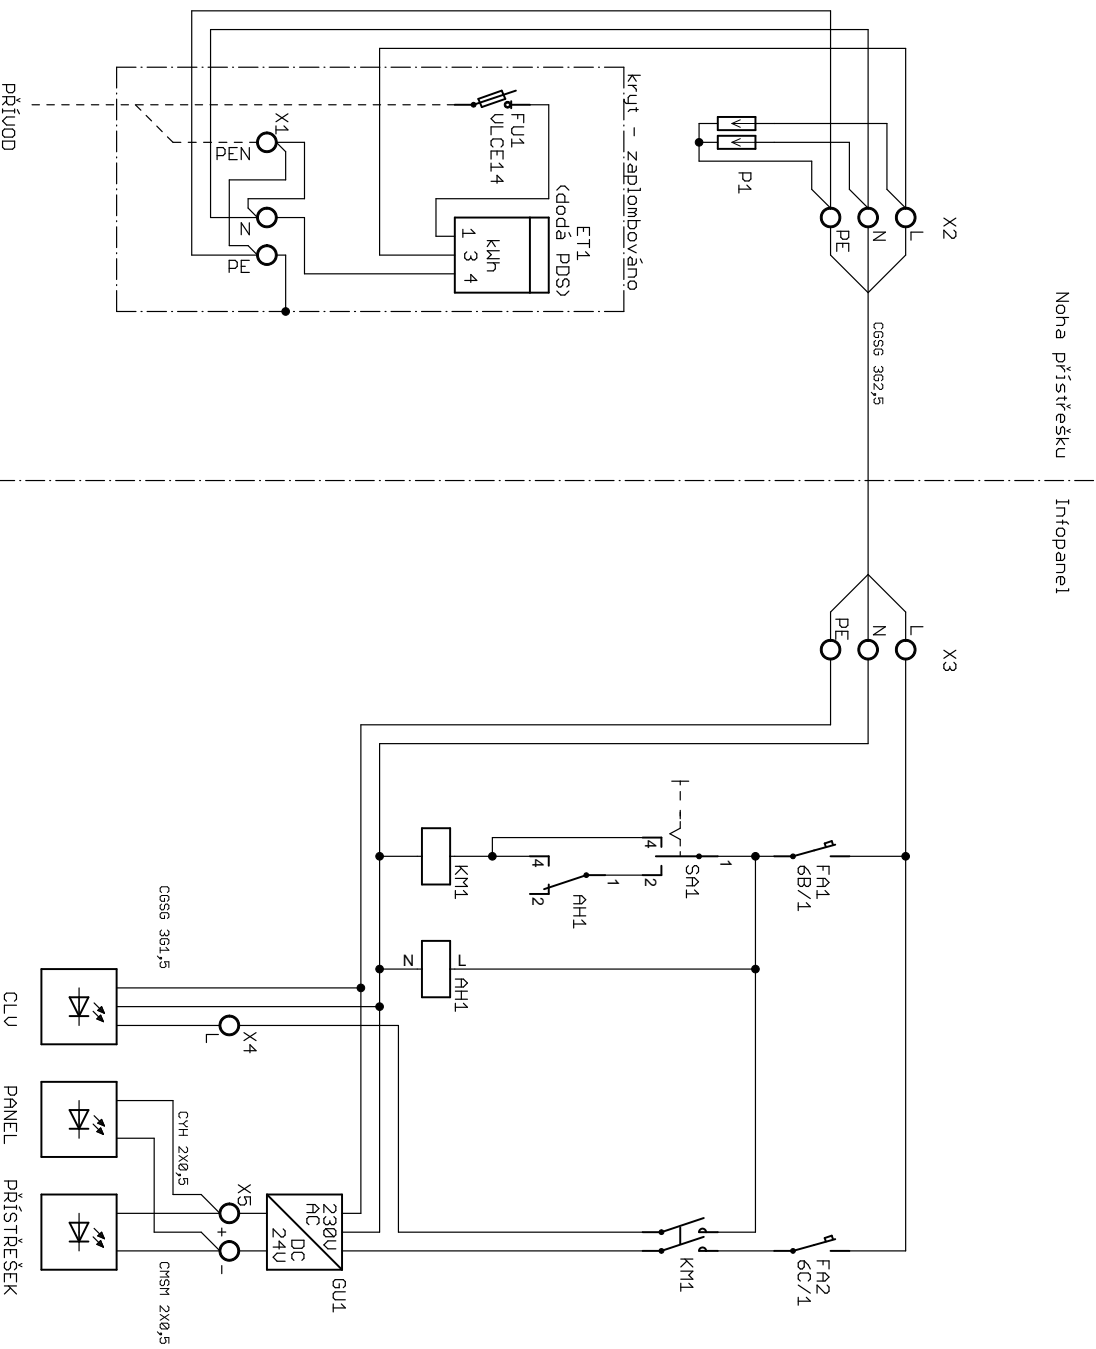 Noha přístřešku
Infopanel
X2
L
N
PE
P1
CGSG 3G2,5
kryt - zaplombováno
FU1
VLCE14
ET1
(dodá PDS)
kWh
1 3 4
X1
PEN
N
PE
PŘÍVOD
X3
L
N
PE
FA1
6B/1
SA1
1
4
2
AH1
1
4
2
KM1
AH1
L
N
FA2
6C/1
KM1
X4
L
CGSG 3G1,5
CYH 2X0,5
CMSM 2X0,5
X5
+
-
230V
AC
DC
24V
GU1
CLV
PANEL
PŘÍSTŘEŠEK